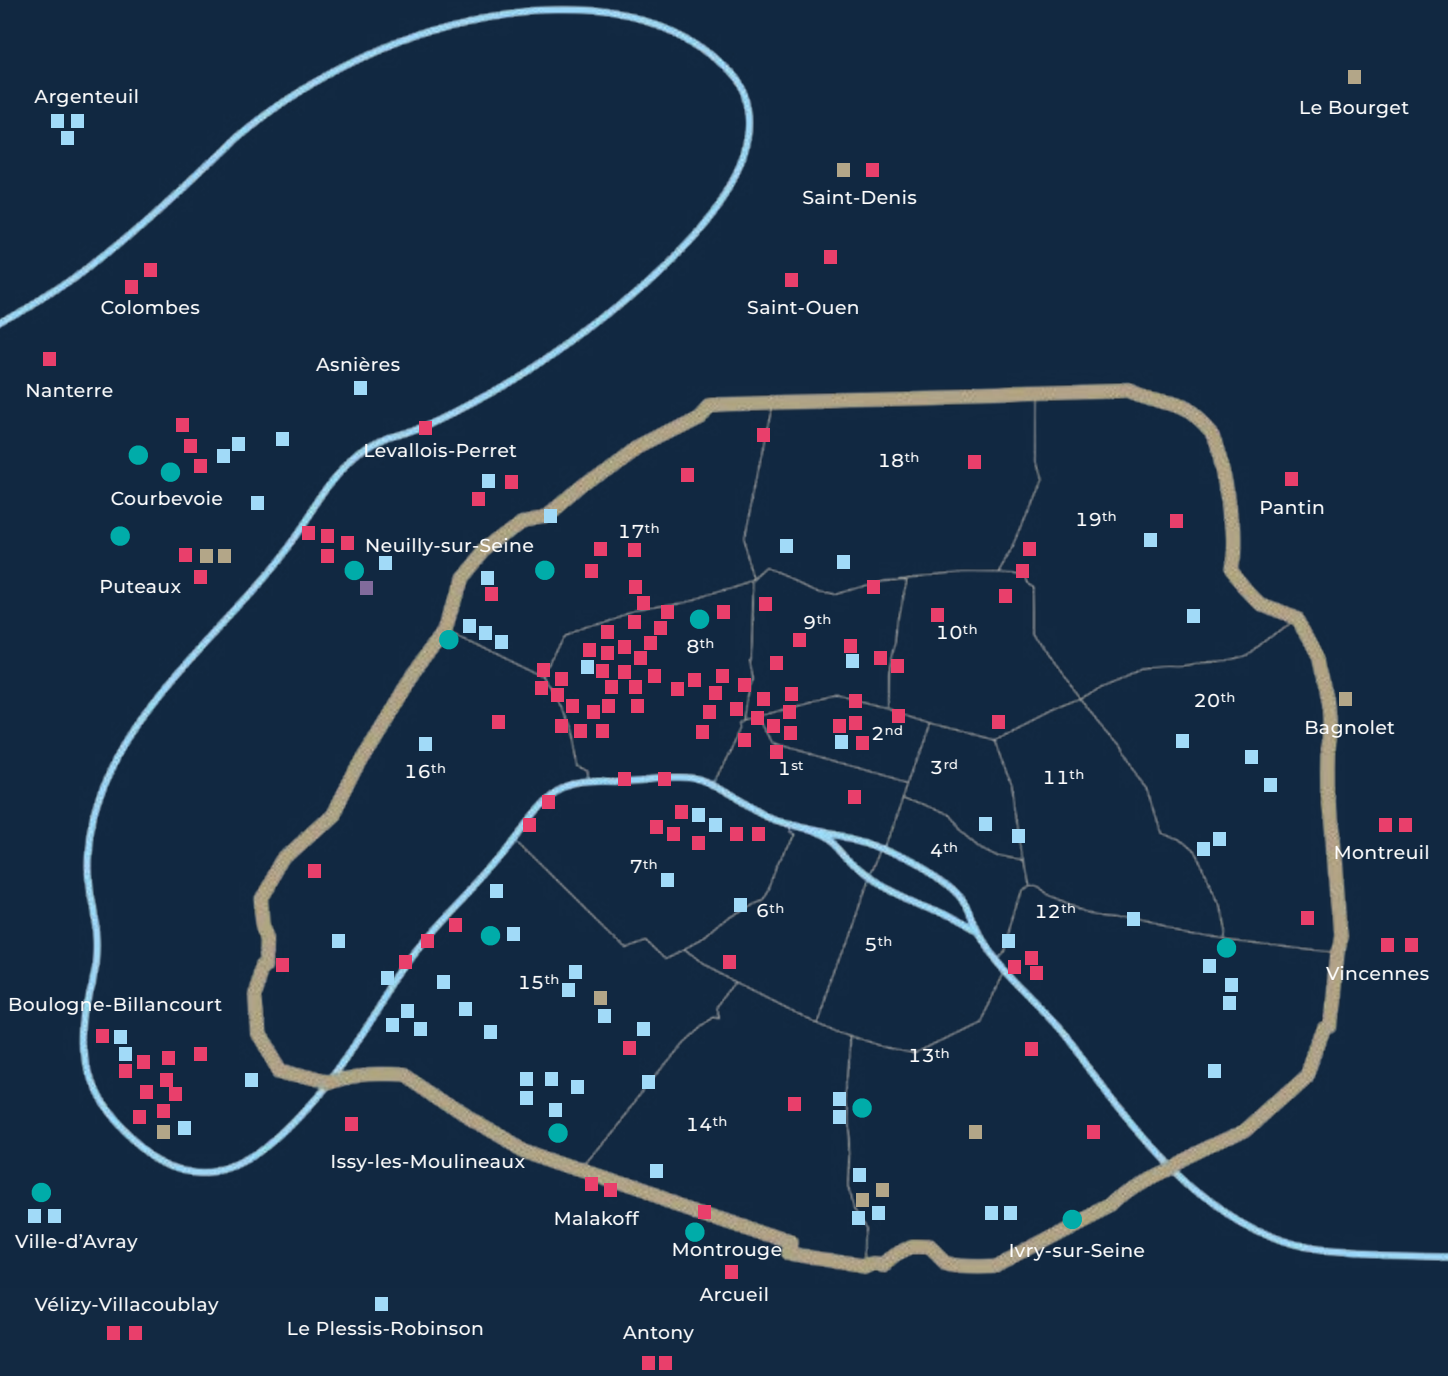 Argenteuil
Le Bourget
Saint-Denis
Colombes
Saint-Ouen
Nanterre
Asnières
Levallois-Perret
18th
Courbevoie
Pantin
19th
17th
Neuilly-sur-Seine
Puteaux
9th
10th
8th
20th
Bagnolet
2nd
16th
1st
3rd
11th
4th
Montreuil
7th
6th
12th
5th
Vincennes
15th
Boulogne-Billancourt
13th
14th
Issy-les-Moulineaux
Malakoff
Ville-d’Avray
Montrouge
Ivry-sur-Seine
Arcueil
Vélizy-Villacoublay
Le Plessis-Robinson
Antony